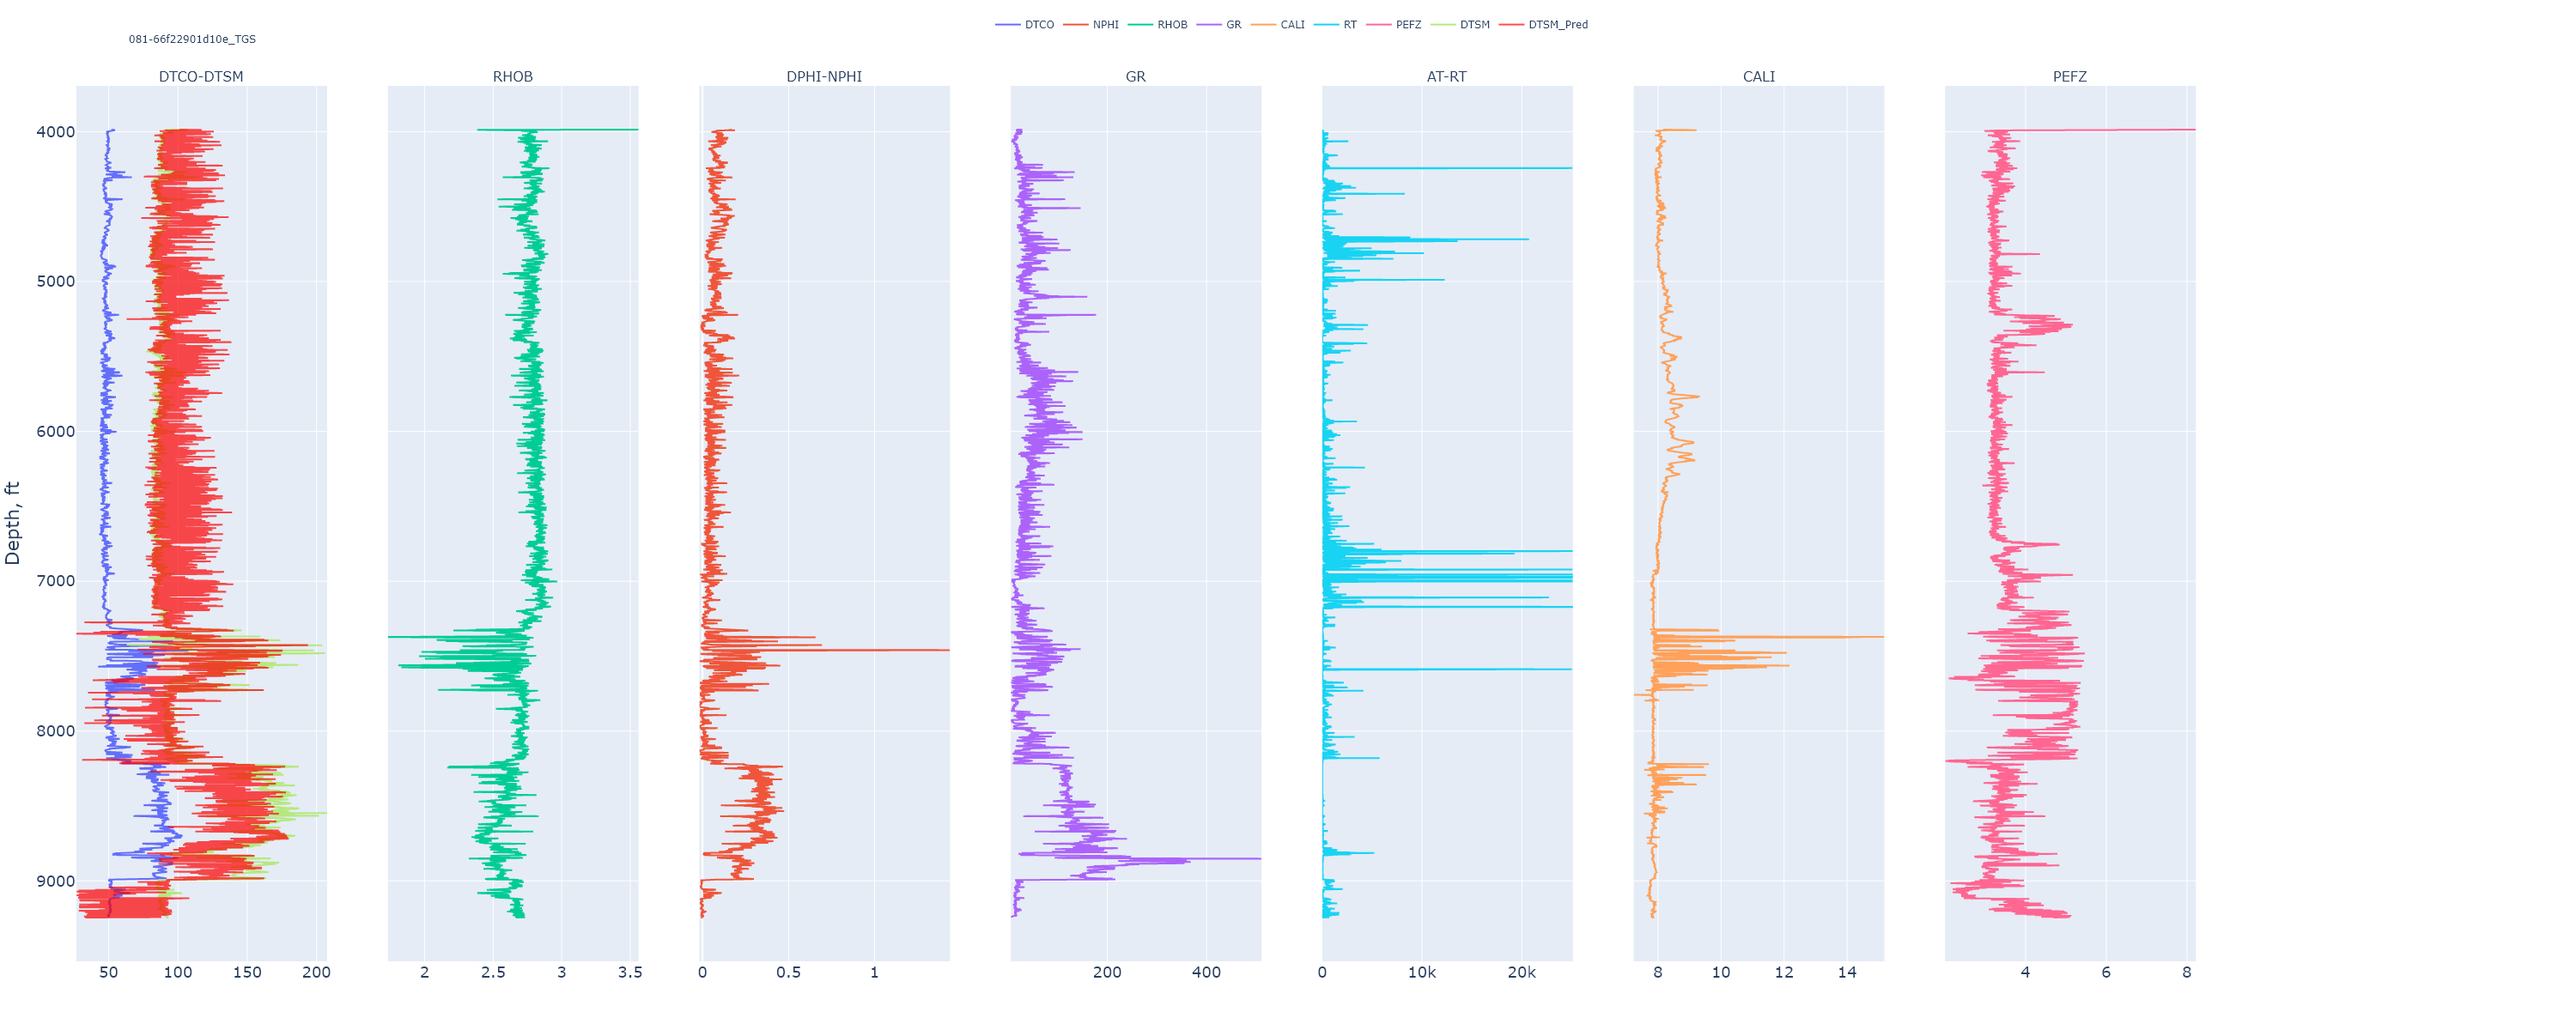 DTCO NPHI RHOB GR CALI RT PEFZ DTSM DTSM_Pred
081-66f22901d10e_TGS
DTCO-DTSM RHOB DPHI-NPHI GR AT-RT CALI PEFZ
Depth, ft
4000
5000
6000
7000
8000
9000
50 100 150 200 2 2.5 3 3.5 0 0.5 1 200 400 0 10k 20k 8 10 12 14 4 6 8